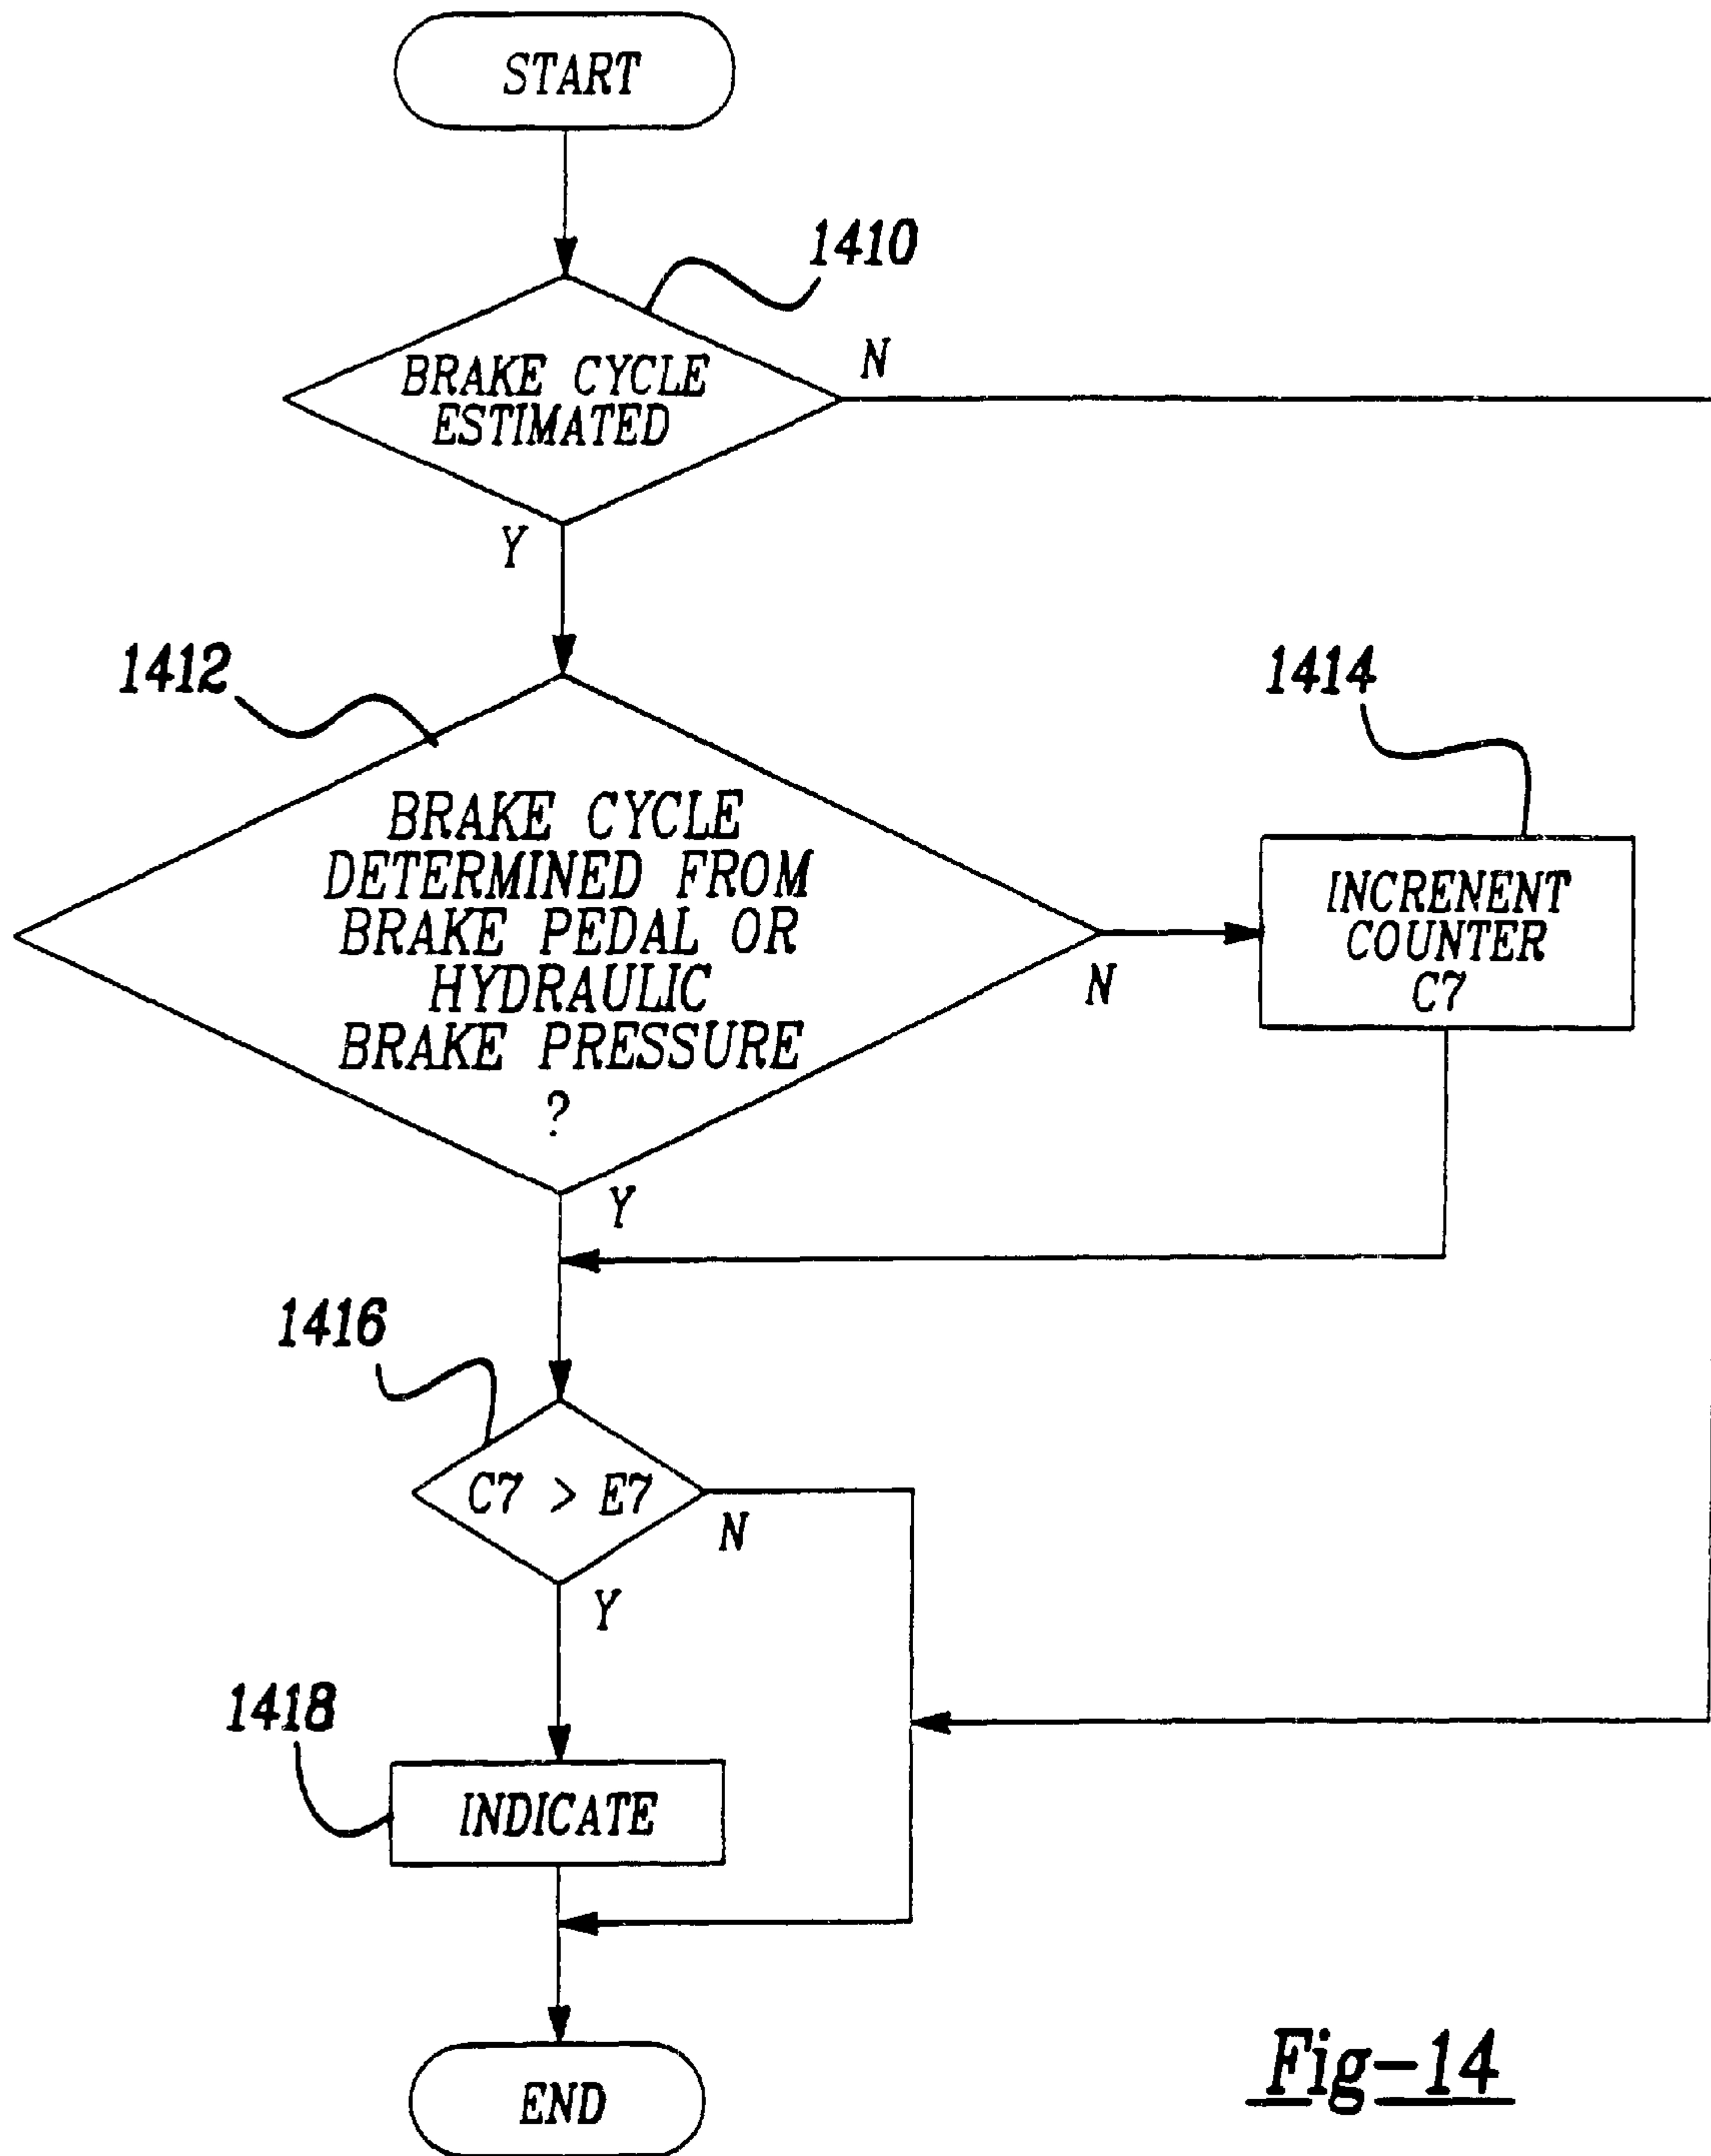 START
1410
BRAKE CYCLE
ESTIMATED
N
Y
1412
BRAKE CYCLE
DETERMINED FROM
BRAKE PEDAL OR
HYDRAULIC
BRAKE PRESSURE
?
N
1414
INCRENENT
COUNTER
C7
Y
1416
C7 > E7
N
Y
1418
INDICATE
END
Fig-14